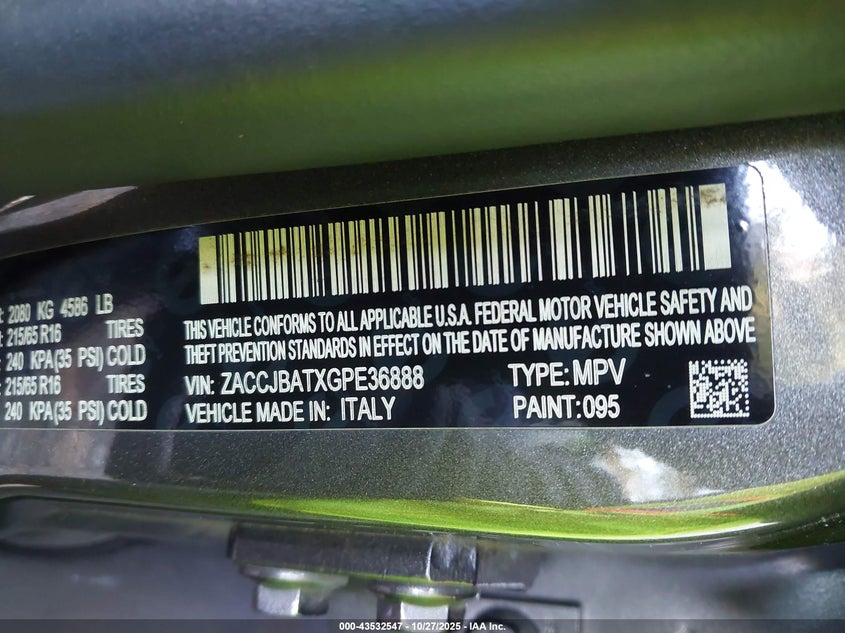 : 2080 KG 4586 LB
: 215/65 R16 TIRES
: 240 KPA(35 PSI) COLD
: 215/65 R16 TIRES
: 240 KPA(35 PSI) COLD
THIS VEHICLE CONFORMS TO ALL APPLICABLE U.S.A. FEDERAL MOTOR VEHICLE SAFETY AND
THEFT PREVENTION STANDARDS IN EFFECT ON THE DATE OF MANUFACTURE SHOWN ABOVE
VIN: ZACCJBATXGPE36888 TYPE: MPV
VEHICLE MADE IN: ITALY PAINT: 095
000-43532547 - 10/27/2025 - IAA Inc.